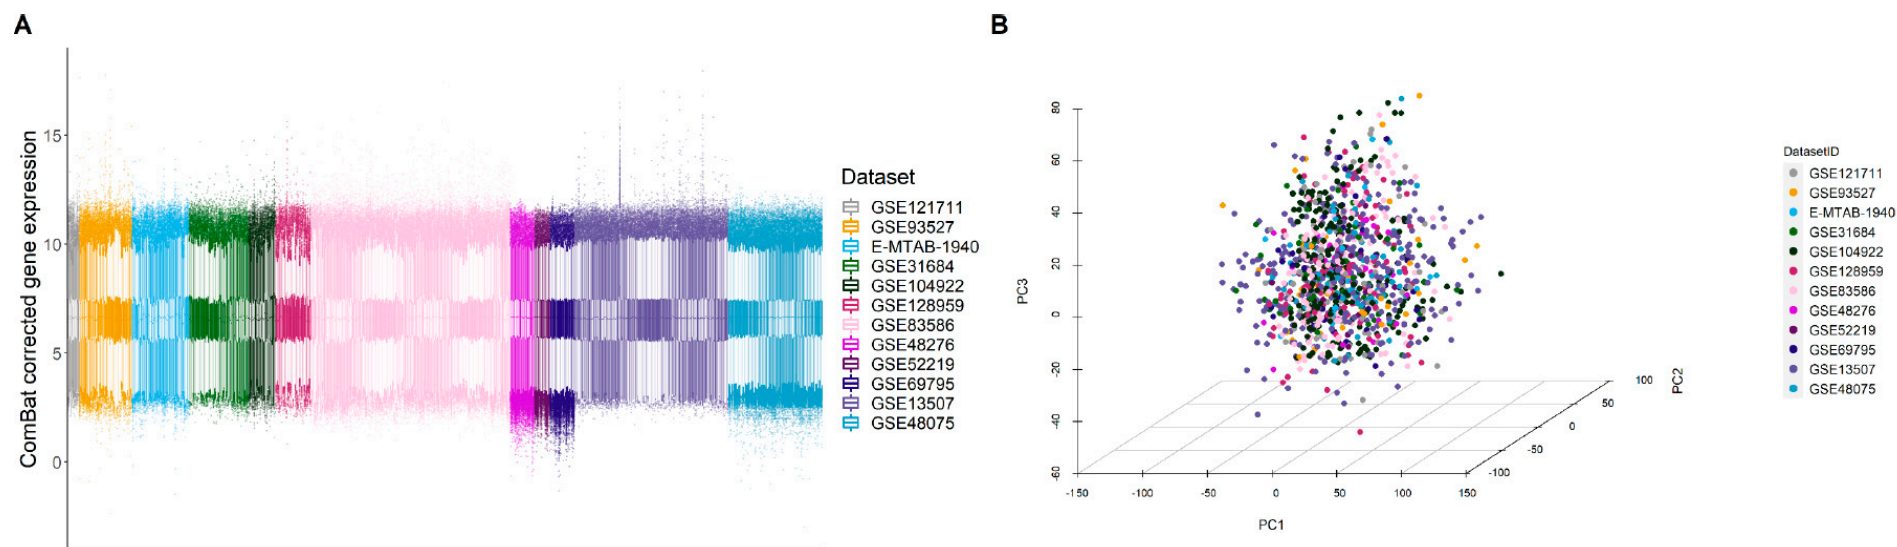 A
ComBat corrected gene expression
15
10
5
0
Dataset
GSE121711
GSE93527
E-MTAB-1940
GSE31684
GSE104922
GSE128959
GSE83586
GSE48276
GSE52219
GSE69795
GSE13507
GSE48075
B
PC3
80
60
40
20
0
-20
-40
-60
-150
-100
-50
0
50
100
150
PC1
-100
-50
0
50
100
PC2
DatasetID
GSE121711
GSE93527
E-MTAB-1940
GSE31684
GSE104922
GSE128959
GSE83586
GSE48276
GSE52219
GSE69795
GSE13507
GSE48075